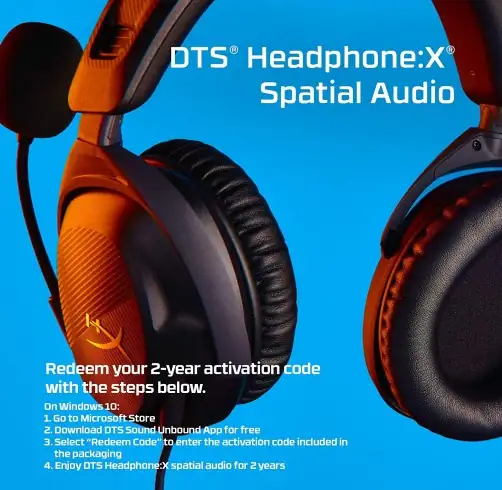 DTS® Headphone:X®
Spatial Audio
Redeem your 2-year activation code
with the steps below.
On Windows 10:
1. Go to Microsoft Store
2. Download DTS Sound Unbound App for free
3. Select “Redeem Code” to enter the activation code included in
the packaging
4. Enjoy DTS Headphone:X spatial audio for 2 years